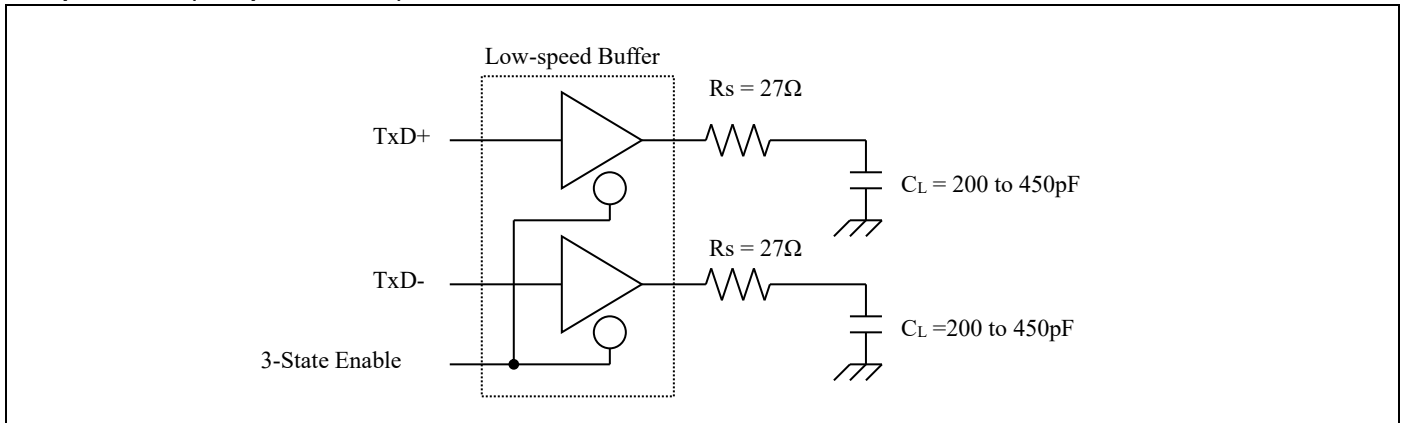 Low-speed Buffer
Rs = 27Ω
TxD+
CL = 200 to 450pF
Rs = 27Ω
TxD-
CL =200 to 450pF
3-State Enable